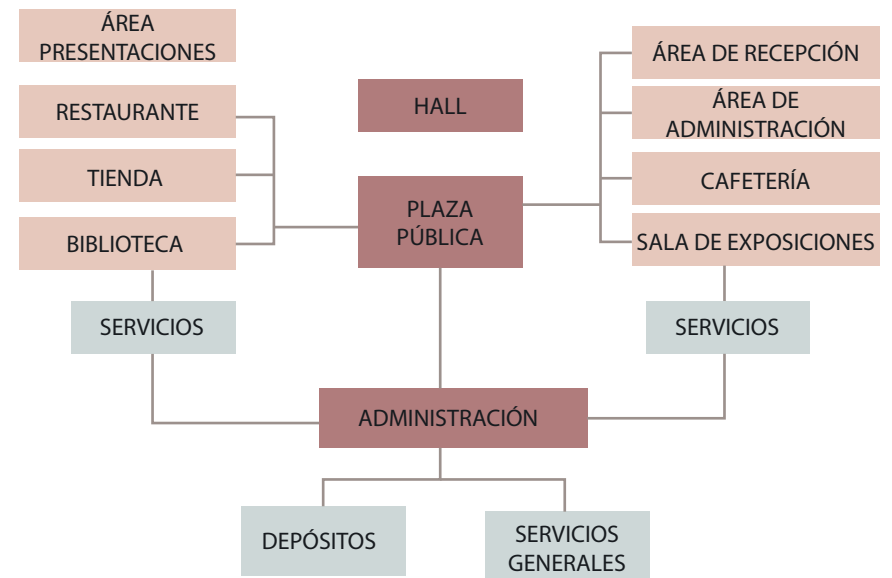 ÁREA
PRESENTACIONES
RESTAURANTE
TIENDA
BIBLIOTECA
SERVICIOS
HALL
PLAZA
PÚBLICA
ÁREA DE RECEPCIÓN
ÁREA DE
ADMINISTRACIÓN
CAFETERÍA
SALA DE EXPOSICIONES
SERVICIOS
ADMINISTRACIÓN
DEPÓSITOS
SERVICIOS
GENERALES